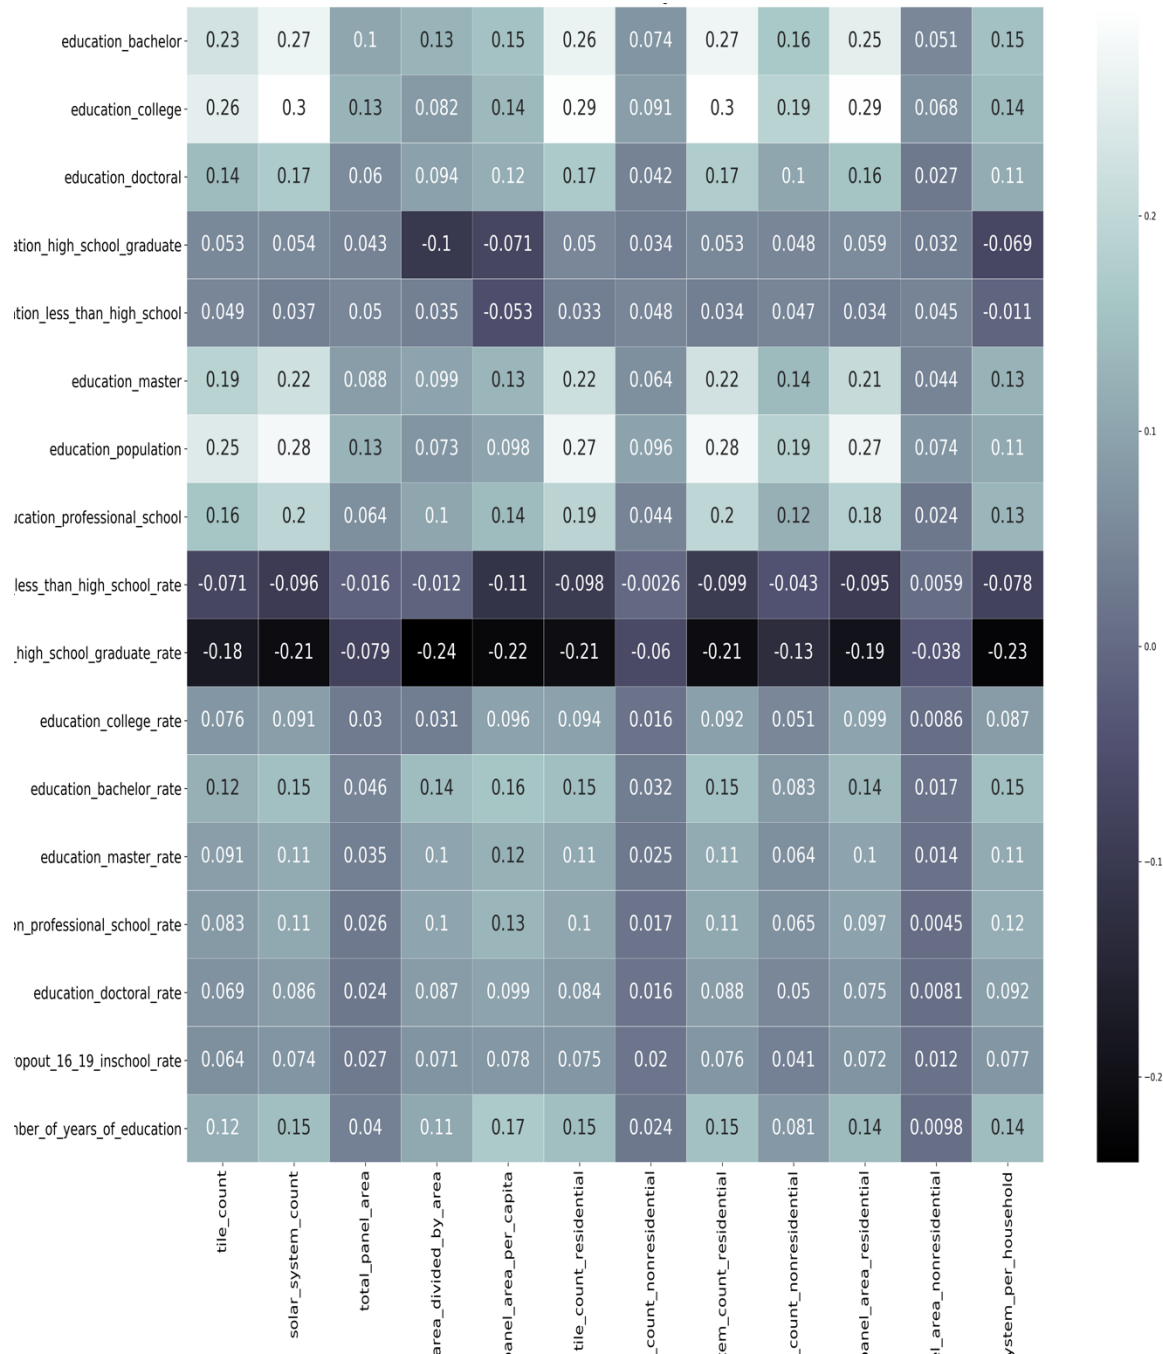 education_bachelor 0.23 0.27 0.1 0.13 0.15 0.26 0.074 0.27 0.16 0.25 0.051 0.15
education_college 0.26 0.3 0.13 0.082 0.14 0.29 0.091 0.3 0.19 0.29 0.068 0.14
education_doctoral 0.14 0.17 0.06 0.094 0.12 0.17 0.042 0.17 0.1 0.16 0.027 0.11
ation_high_school_graduate 0.053 0.054 0.043 -0.1 -0.071 0.05 0.034 0.053 0.048 0.059 0.032 -0.069
ation_less_than_high_school 0.049 0.037 0.05 0.035 -0.053 0.033 0.048 0.034 0.047 0.034 0.045 -0.011
education_master 0.19 0.22 0.088 0.099 0.13 0.22 0.064 0.22 0.14 0.21 0.044 0.13
education_population 0.25 0.28 0.13 0.073 0.098 0.27 0.096 0.28 0.19 0.27 0.074 0.11
ucation_professional_school 0.16 0.2 0.064 0.1 0.14 0.19 0.044 0.2 0.12 0.18 0.024 0.13
_less_than_high_school_rate -0.071 -0.096 -0.016 -0.012 -0.11 -0.098 -0.0026 -0.099 -0.043 -0.095 0.0059 -0.078
_high_school_graduate_rate -0.18 -0.21 -0.079 -0.24 -0.22 -0.21 -0.06 -0.21 -0.13 -0.19 -0.038 -0.23
education_college_rate 0.076 0.091 0.03 0.031 0.096 0.094 0.016 0.092 0.051 0.099 0.0086 0.087
education_bachelor_rate 0.12 0.15 0.046 0.14 0.16 0.15 0.032 0.15 0.083 0.14 0.017 0.15
education_master_rate 0.091 0.11 0.035 0.1 0.12 0.11 0.025 0.11 0.064 0.1 0.014 0.11
on_professional_school_rate 0.083 0.11 0.026 0.1 0.13 0.1 0.017 0.11 0.065 0.097 0.0045 0.12
education_doctoral_rate 0.069 0.086 0.024 0.087 0.099 0.084 0.016 0.088 0.05 0.075 0.0081 0.092
ropout_16_19_inschool_rate 0.064 0.074 0.027 0.071 0.078 0.075 0.02 0.076 0.041 0.072 0.012 0.077
nber_of_years_of_education 0.12 0.15 0.04 0.11 0.17 0.15 0.024 0.15 0.081 0.14 0.0098 0.14
tile_count
solar_system_count
total_panel_area
area_divided_by_area
panel_area_per_capita
tile_count_residential
_count_nonresidential
tem_count_residential
_count_nonresidential
panel_area_residential
el_area_nonresidential
ystem_per_household
0.2
0.1
0.0
-0.1
-0.2